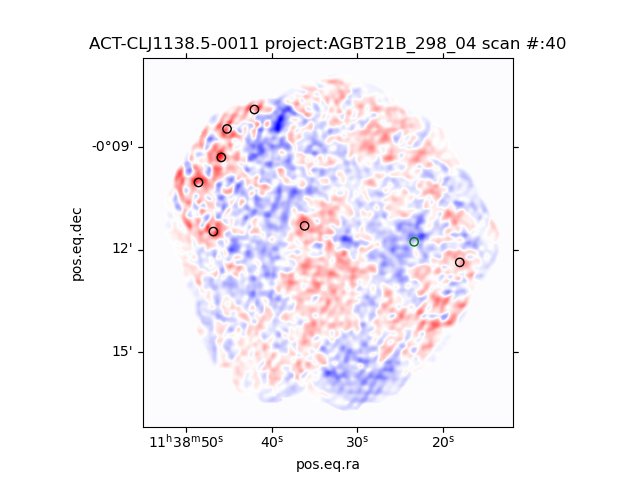 ACT-CLJ1138.5-0011 project:AGBT21B_298_04 scan #:40
-0°09'
12'
15'
pos.eq.dec
11ʰ38ᵐ50ˢ 40ˢ 30ˢ 20ˢ
pos.eq.ra